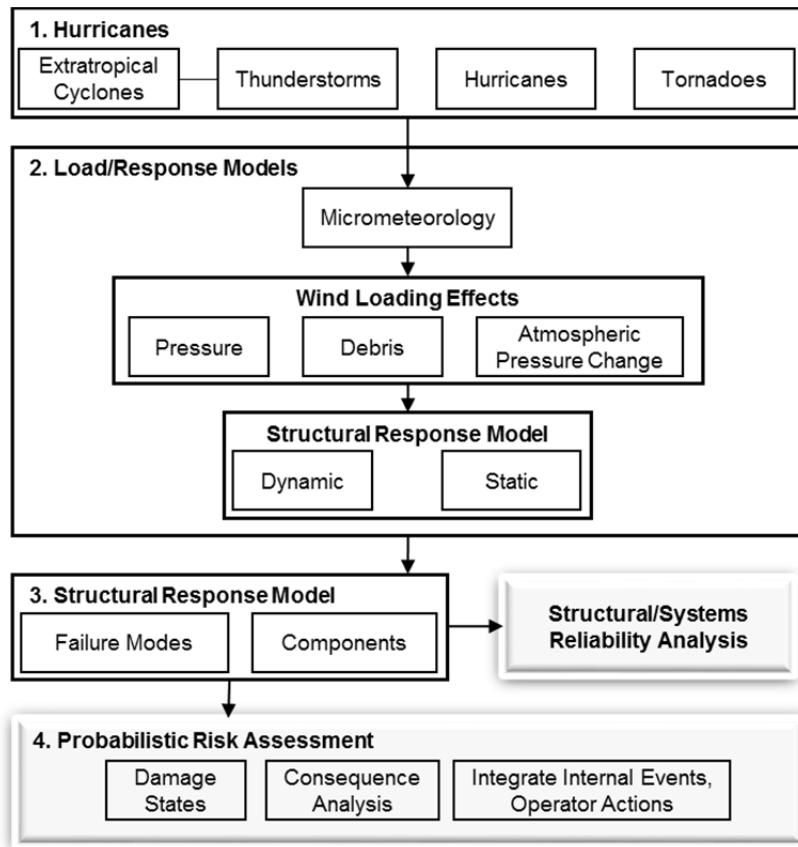 1. Hurricanes
Extratropical
Cyclones
Thunderstorms
Hurricanes
Tornadoes
2. Load/Response Models
Micrometeorology
Wind Loading Effects
Pressure
Debris
Atmospheric
Pressure Change
Structural Response Model
Dynamic
Static
3. Structural Response Model
Failure Modes
Components
Structural/Systems
Reliability Analysis
4. Probabilistic Risk Assessment
Damage
States
Consequence
Analysis
Integrate Internal Events,
Operator Actions